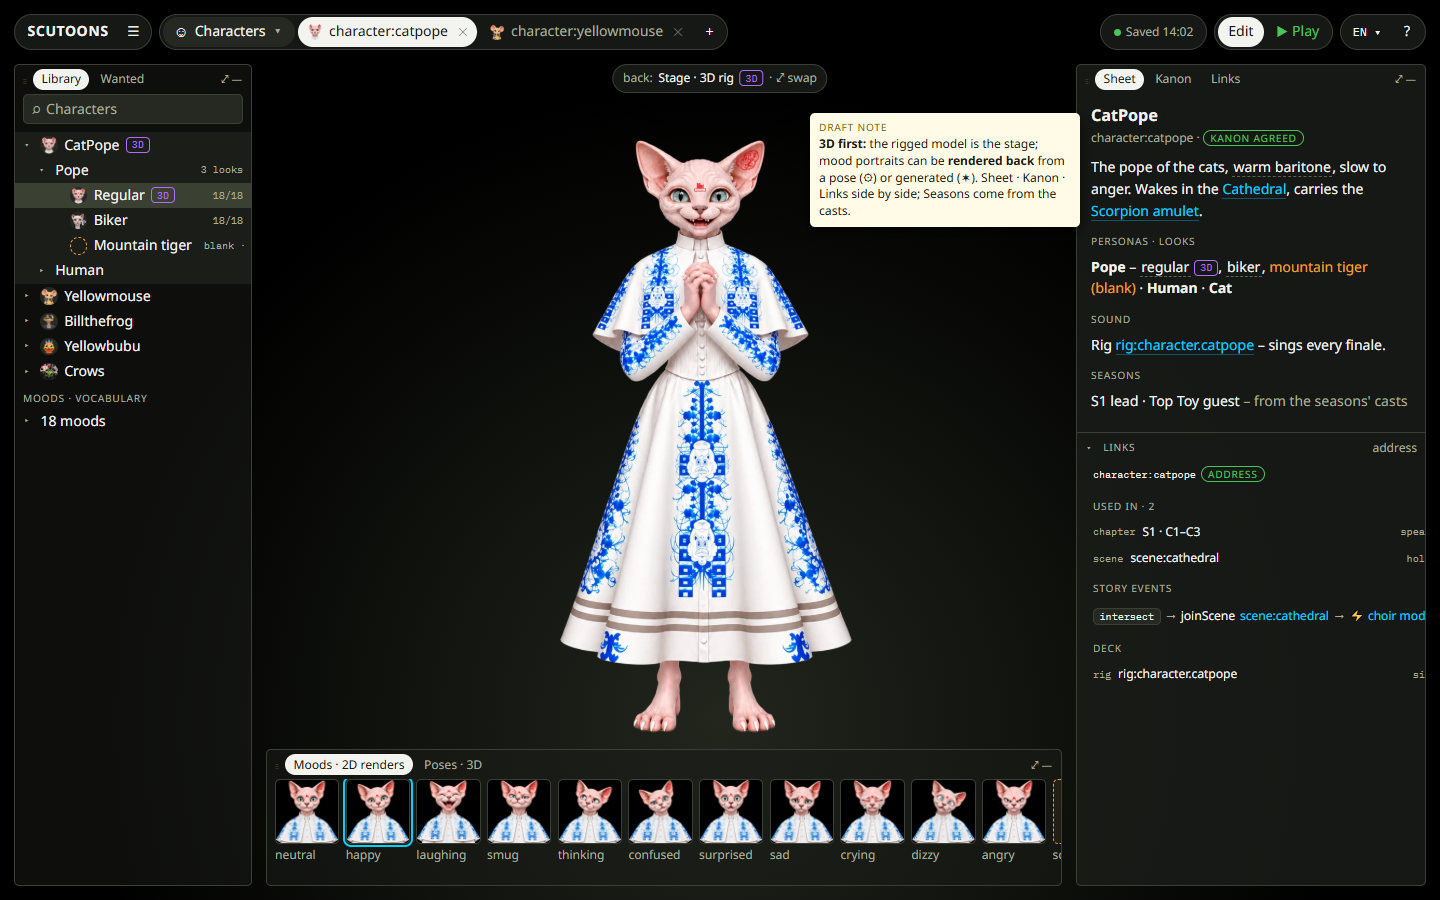 SCUTOONS ☰
☺ Characters ▾
character:catpope ×
character:yellowmouse ×
+
● Saved 14:02
Edit ▶ Play
EN ▾ ?
Library Wanted
Characters
CatPope 3D
Pope 3 looks
Regular 3D 18/18
Biker 18/18
Mountain tiger blank ·
Human
Yellowmouse
Billthefrog
Yellowbubu
Crows
MOODS · VOCABULARY
18 moods
back: Stage · 3D rig 3D · ⤢ swap
DRAFT NOTE
3D first: the rigged model is the stage;
mood portraits can be rendered back from
a pose (⊙) or generated (✶). Sheet · Kanon ·
Links side by side; Seasons come from the
casts.
Moods · 2D renders Poses · 3D
neutral happy laughing smug thinking confused surprised sad crying dizzy angry
Sheet Kanon Links
CatPope
character:catpope · KANON AGREED
The pope of the cats, warm baritone, slow to
anger. Wakes in the Cathedral, carries the
Scorpion amulet.
PERSONAS · LOOKS
Pope – regular 3D, biker, mountain tiger
(blank) · Human · Cat
SOUND
Rig rig:character.catpope – sings every finale.
SEASONS
S1 lead · Top Toy guest – from the seasons' casts
LINKS address
character:catpope ADDRESS
USED IN · 2
chapter S1 · C1–C3 spea
scene scene:cathedral hol
STORY EVENTS
intersect → joinScene scene:cathedral → ⚡ choir mod
DECK
rig rig:character.catpope si